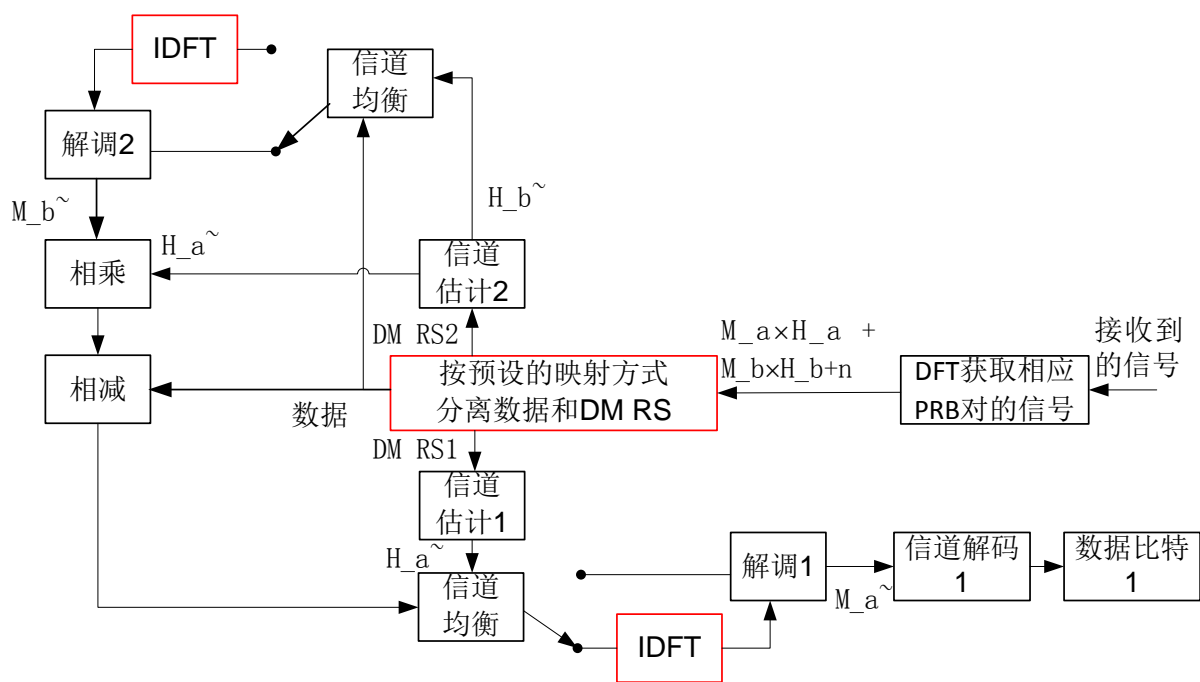 IDFT
信道
均衡
解调2
M_b~
H_b~
H_a~
相乘
信道
估计2
DM RS2
M_a×H_a +
M_b×H_b+n
接收到
的信号
相减
数据
按预设的映射方式
分离数据和DM RS
DFT获取相应
PRB对的信号
DM RS1
信道
估计1
H_a~
信道
均衡
解调1
M_a~
信道解码
1
数据比特
1
IDFT